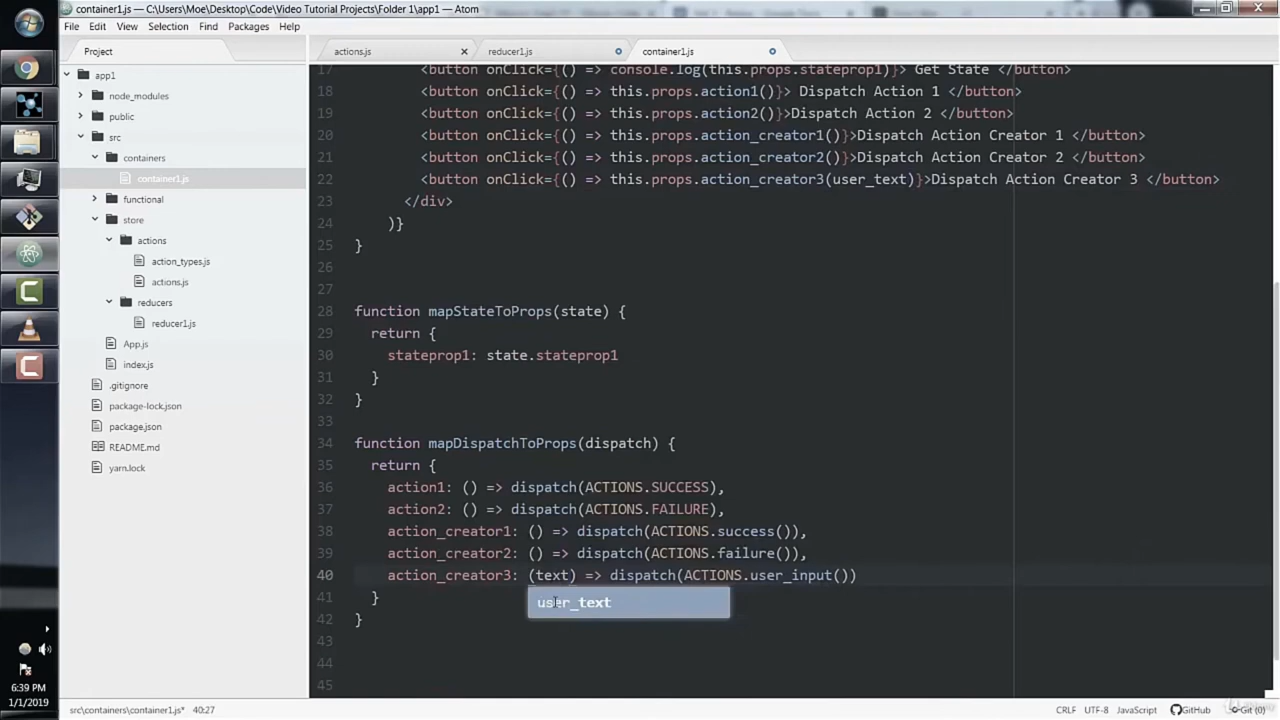 container1.js — C:\Users\Moe\Desktop\Code\Video Tutorial Projects\Folder 1\app1 — Atom
File Edit View Selection Find Packages Help
Project
actions.js
reducer1.js
container1.js
app1
node_modules
public
src
containers
container1.js
functional
store
actions
action_types.js
actions.js
reducers
reducer1.js
App.js
index.js
.gitignore
package-lock.json
package.json
README.md
yarn.lock
17 <button onClick={() => console.log(this.props.stateprop1)}> Get State </button>
18 <button onClick={() => this.props.action1()}> Dispatch Action 1 </button>
19 <button onClick={() => this.props.action2()}>Dispatch Action 2 </button>
20 <button onClick={() => this.props.action_creator1()}>Dispatch Action Creator 1 </button>
21 <button onClick={() => this.props.action_creator2()}>Dispatch Action Creator 2 </button>
22 <button onClick={() => this.props.action_creator3(user_text)}>Dispatch Action Creator 3 </button>
23 </div>
24 )}
25 }
26
27
28 function mapStateToProps(state) {
29 return {
30 stateprop1: state.stateprop1
31 }
32 }
33
34 function mapDispatchToProps(dispatch) {
35 return {
36 action1: () => dispatch(ACTIONS.SUCCESS),
37 action2: () => dispatch(ACTIONS.FAILURE),
38 action_creator1: () => dispatch(ACTIONS.success()),
39 action_creator2: () => dispatch(ACTIONS.failure()),
40 action_creator3: (text) => dispatch(ACTIONS.user_input())
user_text
41 }
42 }
43
44
45
6:39 PM
1/1/2019
src\containers\container1.js* 40:27
CRLF UTF-8 JavaScript GitHub Git (0)